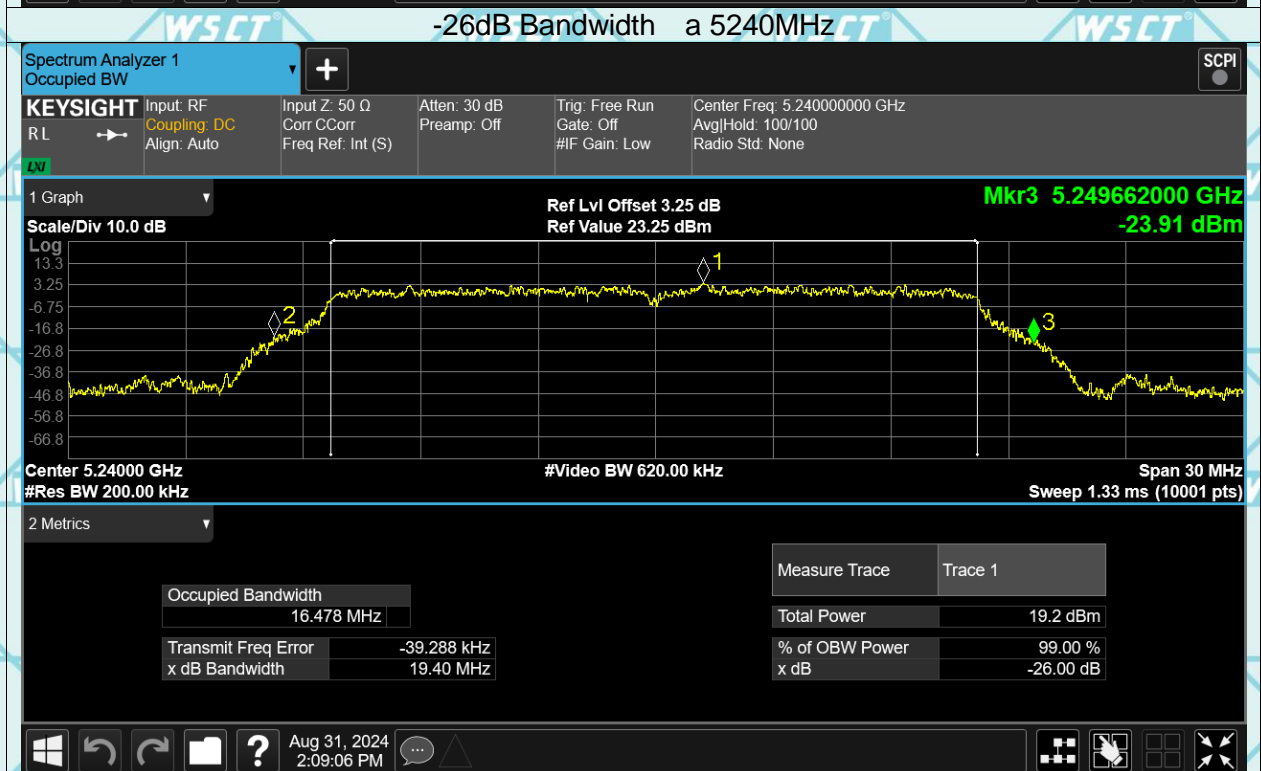 WSCT® WSCT® WSCT®
-26dB Bandwidth a 5240MHz
Spectrum Analyzer 1
Occupied BW
+
SCPI
KEYSIGHT Input: RF Input Z: 50 Ω Atten: 30 dB Trig: Free Run Center Freq: 5.240000000 GHz
RL Coupling: DC Corr CCorr Preamp: Off Gate: Off Avg|Hold: 100/100
Align: Auto Freq Ref: Int (S) #IF Gain: Low Radio Std: None
LXI
1 Graph Ref Lvl Offset 3.25 dB Mkr3 5.249662000 GHz
Scale/Div 10.0 dB Ref Value 23.25 dBm -23.91 dBm
Log
13.3
3.25
-6.75
-16.8
-26.8
-36.8
-46.8
-56.8
-66.8
1
2
3
Center 5.24000 GHz #Video BW 620.00 kHz Span 30 MHz
#Res BW 200.00 kHz Sweep 1.33 ms (10001 pts)
2 Metrics
Measure Trace Trace 1
Occupied Bandwidth
16.478 MHz Total Power 19.2 dBm
Transmit Freq Error -39.288 kHz % of OBW Power 99.00 %
x dB Bandwidth 19.40 MHz x dB -26.00 dB
? Aug 31, 2024
2:09:06 PM